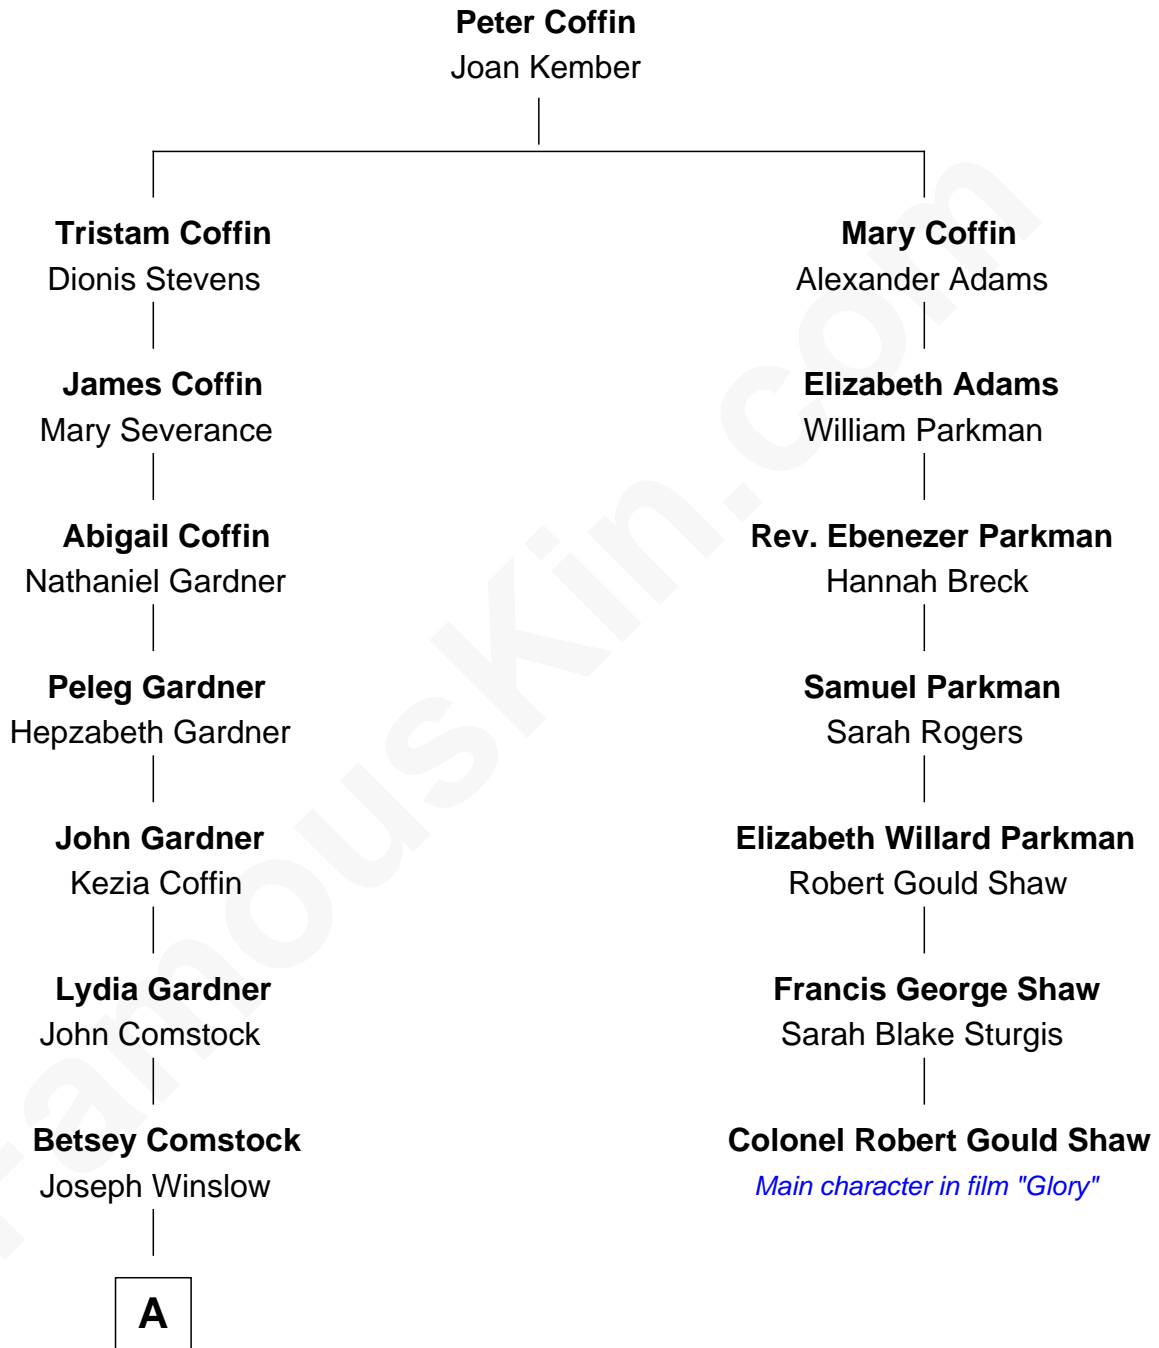 Peter Coffin
Joan Kember
Tristam Coffin
Dionis Stevens
James Coffin
Mary Severance
Abigail Coffin
Nathaniel Gardner
Peleg Gardner
Hepzabeth Gardner
John Gardner
Kezia Coffin
Lydia Gardner
John Comstock
Betsey Comstock
Joseph Winslow
A
Mary Coffin
Alexander Adams
Elizabeth Adams
William Parkman
Rev. Ebenezer Parkman
Hannah Breck
Samuel Parkman
Sarah Rogers
Elizabeth Willard Parkman
Robert Gould Shaw
Francis George Shaw
Sarah Blake Sturgis
Colonel Robert Gould Shaw
Main character in film "Glory"
FamousKin.com